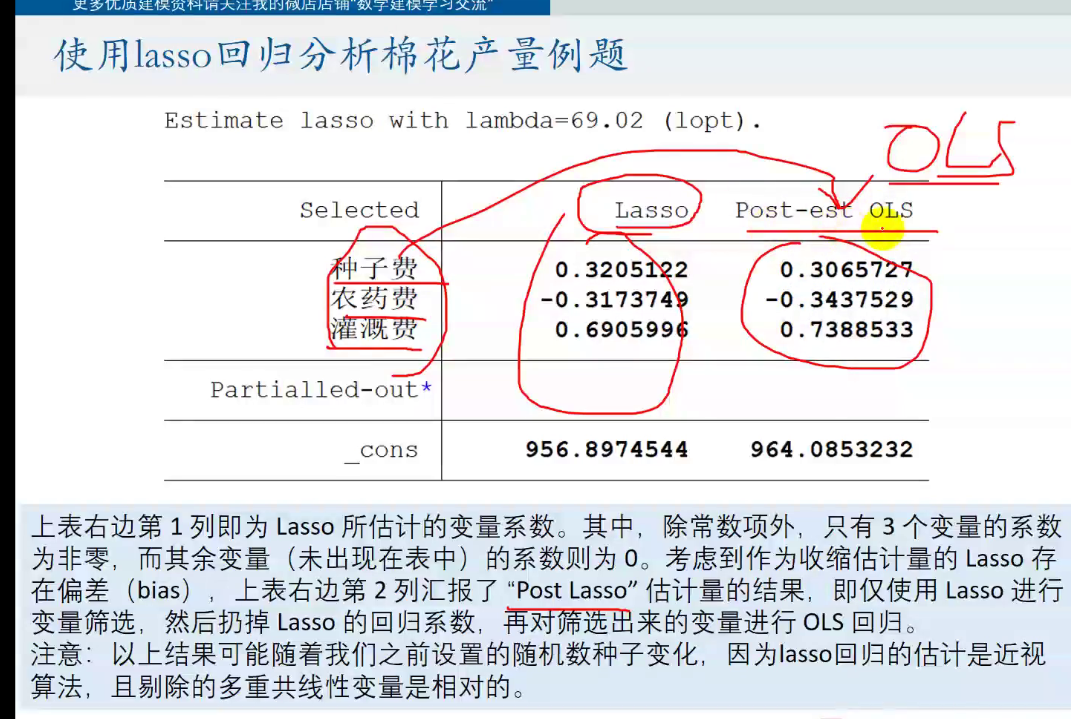 更多优质建模资料请关注我的微店店铺“数学建模学习交流”
使用lasso回归分析棉花产量例题
Estimate lasso with lambda=69.02 (lopt).
OLS
Selected Lasso Post-est OLS
种子费 0.3205122 0.3065727
农药费 -0.3173749 -0.3437529
灌溉费 0.6905996 0.7388533
Partialled-out*
_cons 956.8974544 964.0853232
上表右边第 1 列即为 Lasso 所估计的变量系数。其中，除常数项外，只有 3 个变量的系数
为非零，而其余变量（未出现在表中）的系数则为 0。考虑到作为收缩估计量的 Lasso 存
在偏差（bias），上表右边第 2 列汇报了 “Post Lasso” 估计量的结果，即仅使用 Lasso 进行
变量筛选，然后扔掉 Lasso 的回归系数，再对筛选出来的变量进行 OLS 回归。
注意：以上结果可能随着我们之前设置的随机数种子变化，因为lasso回归的估计是近视
算法，且剔除的多重共线性变量是相对的。